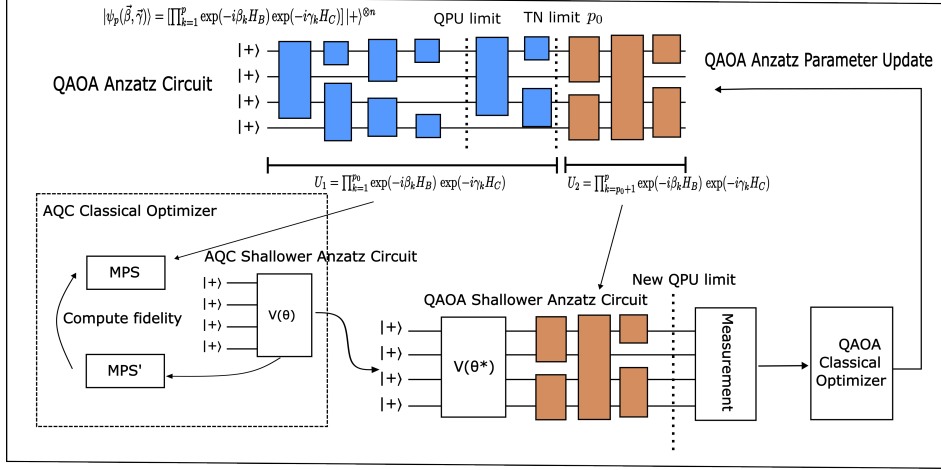 |ψ_p(β⃗, γ⃗)⟩ = [∏_{k=1}^{p} exp(−iβ_k H_B) exp(−iγ_k H_C)] |+⟩^{⊗n}
QPU limit
TN limit p_0
QAOA Anzatz Circuit
|+⟩
|+⟩
|+⟩
|+⟩
QAOA Anzatz Parameter Update
U_1 = ∏_{k=1}^{p_0} exp(−iβ_k H_B) exp(−iγ_k H_C)
U_2 = ∏_{k=p_0+1}^{p} exp(−iβ_k H_B) exp(−iγ_k H_C)
AQC Classical Optimizer
MPS
Compute fidelity
MPS'
AQC Shallower Anzatz Circuit
|+⟩
|+⟩
|+⟩
|+⟩
V(θ)
QAOA Shallower Anzatz Circuit
New QPU limit
|+⟩
|+⟩
|+⟩
|+⟩
V(θ*)
Measurement
QAOA
Classical
Optimizer